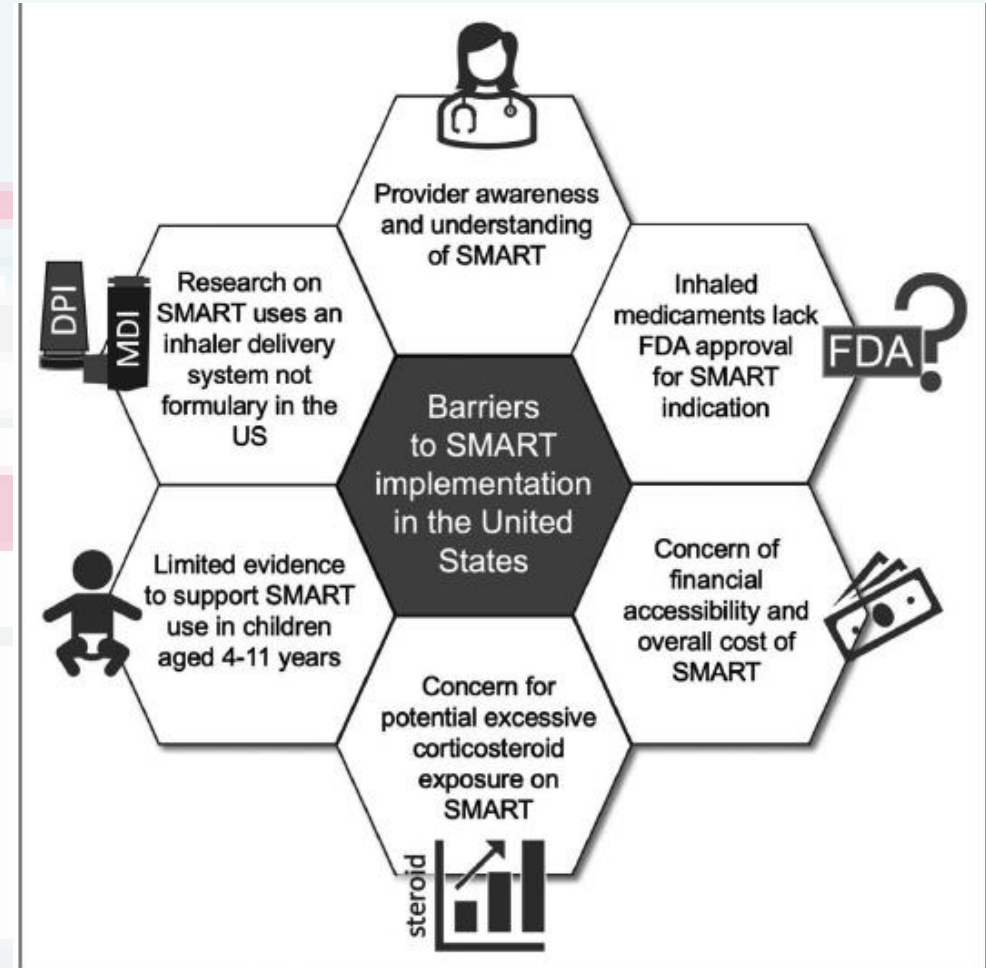 Provider awareness
and understanding
of SMART
Inhaled
medicaments lack
FDA approval
for SMART
indication
FDA?
Concern of
financial
accessibility and
overall cost of
SMART
Concern for
potential excessive
corticosteroid
exposure on
SMART
steroid
Limited evidence
to support SMART
use in children
aged 4-11 years
Research on
SMART uses an
inhaler delivery
system not
formulary in the
US
DPI
MDI
Barriers
to SMART
implementation
in the United
States